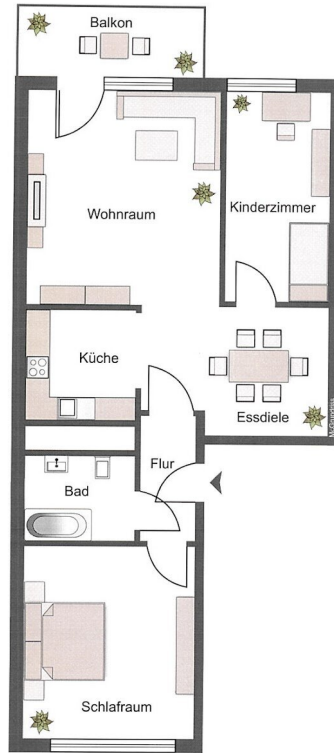 Balkon
Wohnraum
Kinderzimmer
Küche
Essdiele
Flur
Bad
Schlafraum